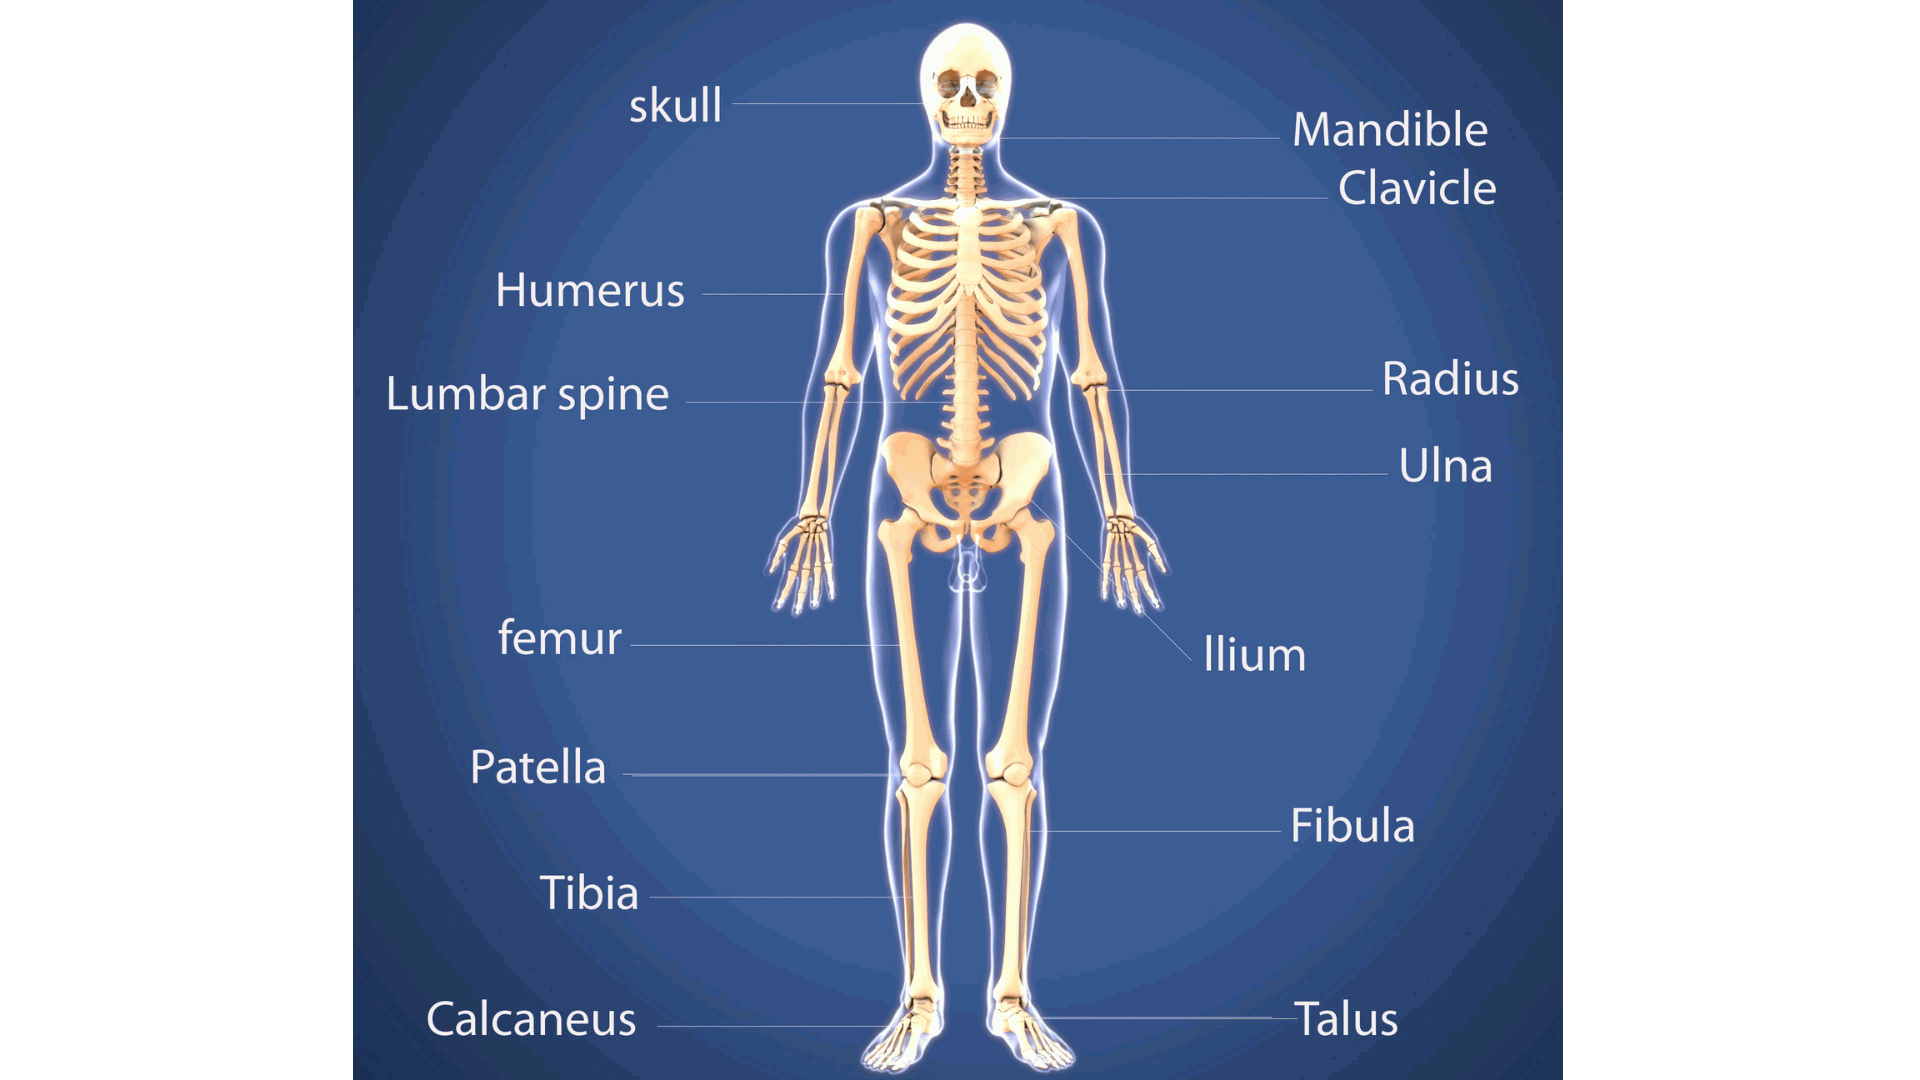 skull
Mandible
Clavicle
Humerus
Radius
Lumbar spine
Ulna
femur
Ilium
Patella
Fibula
Tibia
Calcaneus
Talus